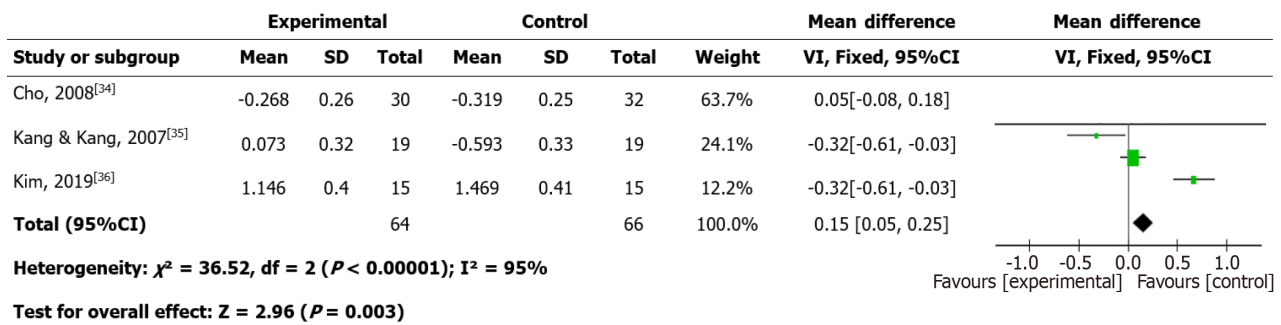 Experimental Control Mean difference Mean difference
Study or subgroup Mean SD Total Mean SD Total Weight VI, Fixed, 95%CI VI, Fixed, 95%CI
Cho, 2008[34] -0.268 0.26 30 -0.319 0.25 32 63.7% 0.05[-0.08, 0.18]
Kang & Kang, 2007[35] 0.073 0.32 19 -0.593 0.33 19 24.1% -0.32[-0.61, -0.03]
Kim, 2019[36] 1.146 0.4 15 1.469 0.41 15 12.2% -0.32[-0.61, -0.03]
Total (95%CI) 64 66 100.0% 0.15 [0.05, 0.25]
Heterogeneity: χ² = 36.52, df = 2 (P < 0.00001); I² = 95%
-1.0 -0.5 0.0 0.5 1.0
Favours [experimental] Favours [control]
Test for overall effect: Z = 2.96 (P = 0.003)